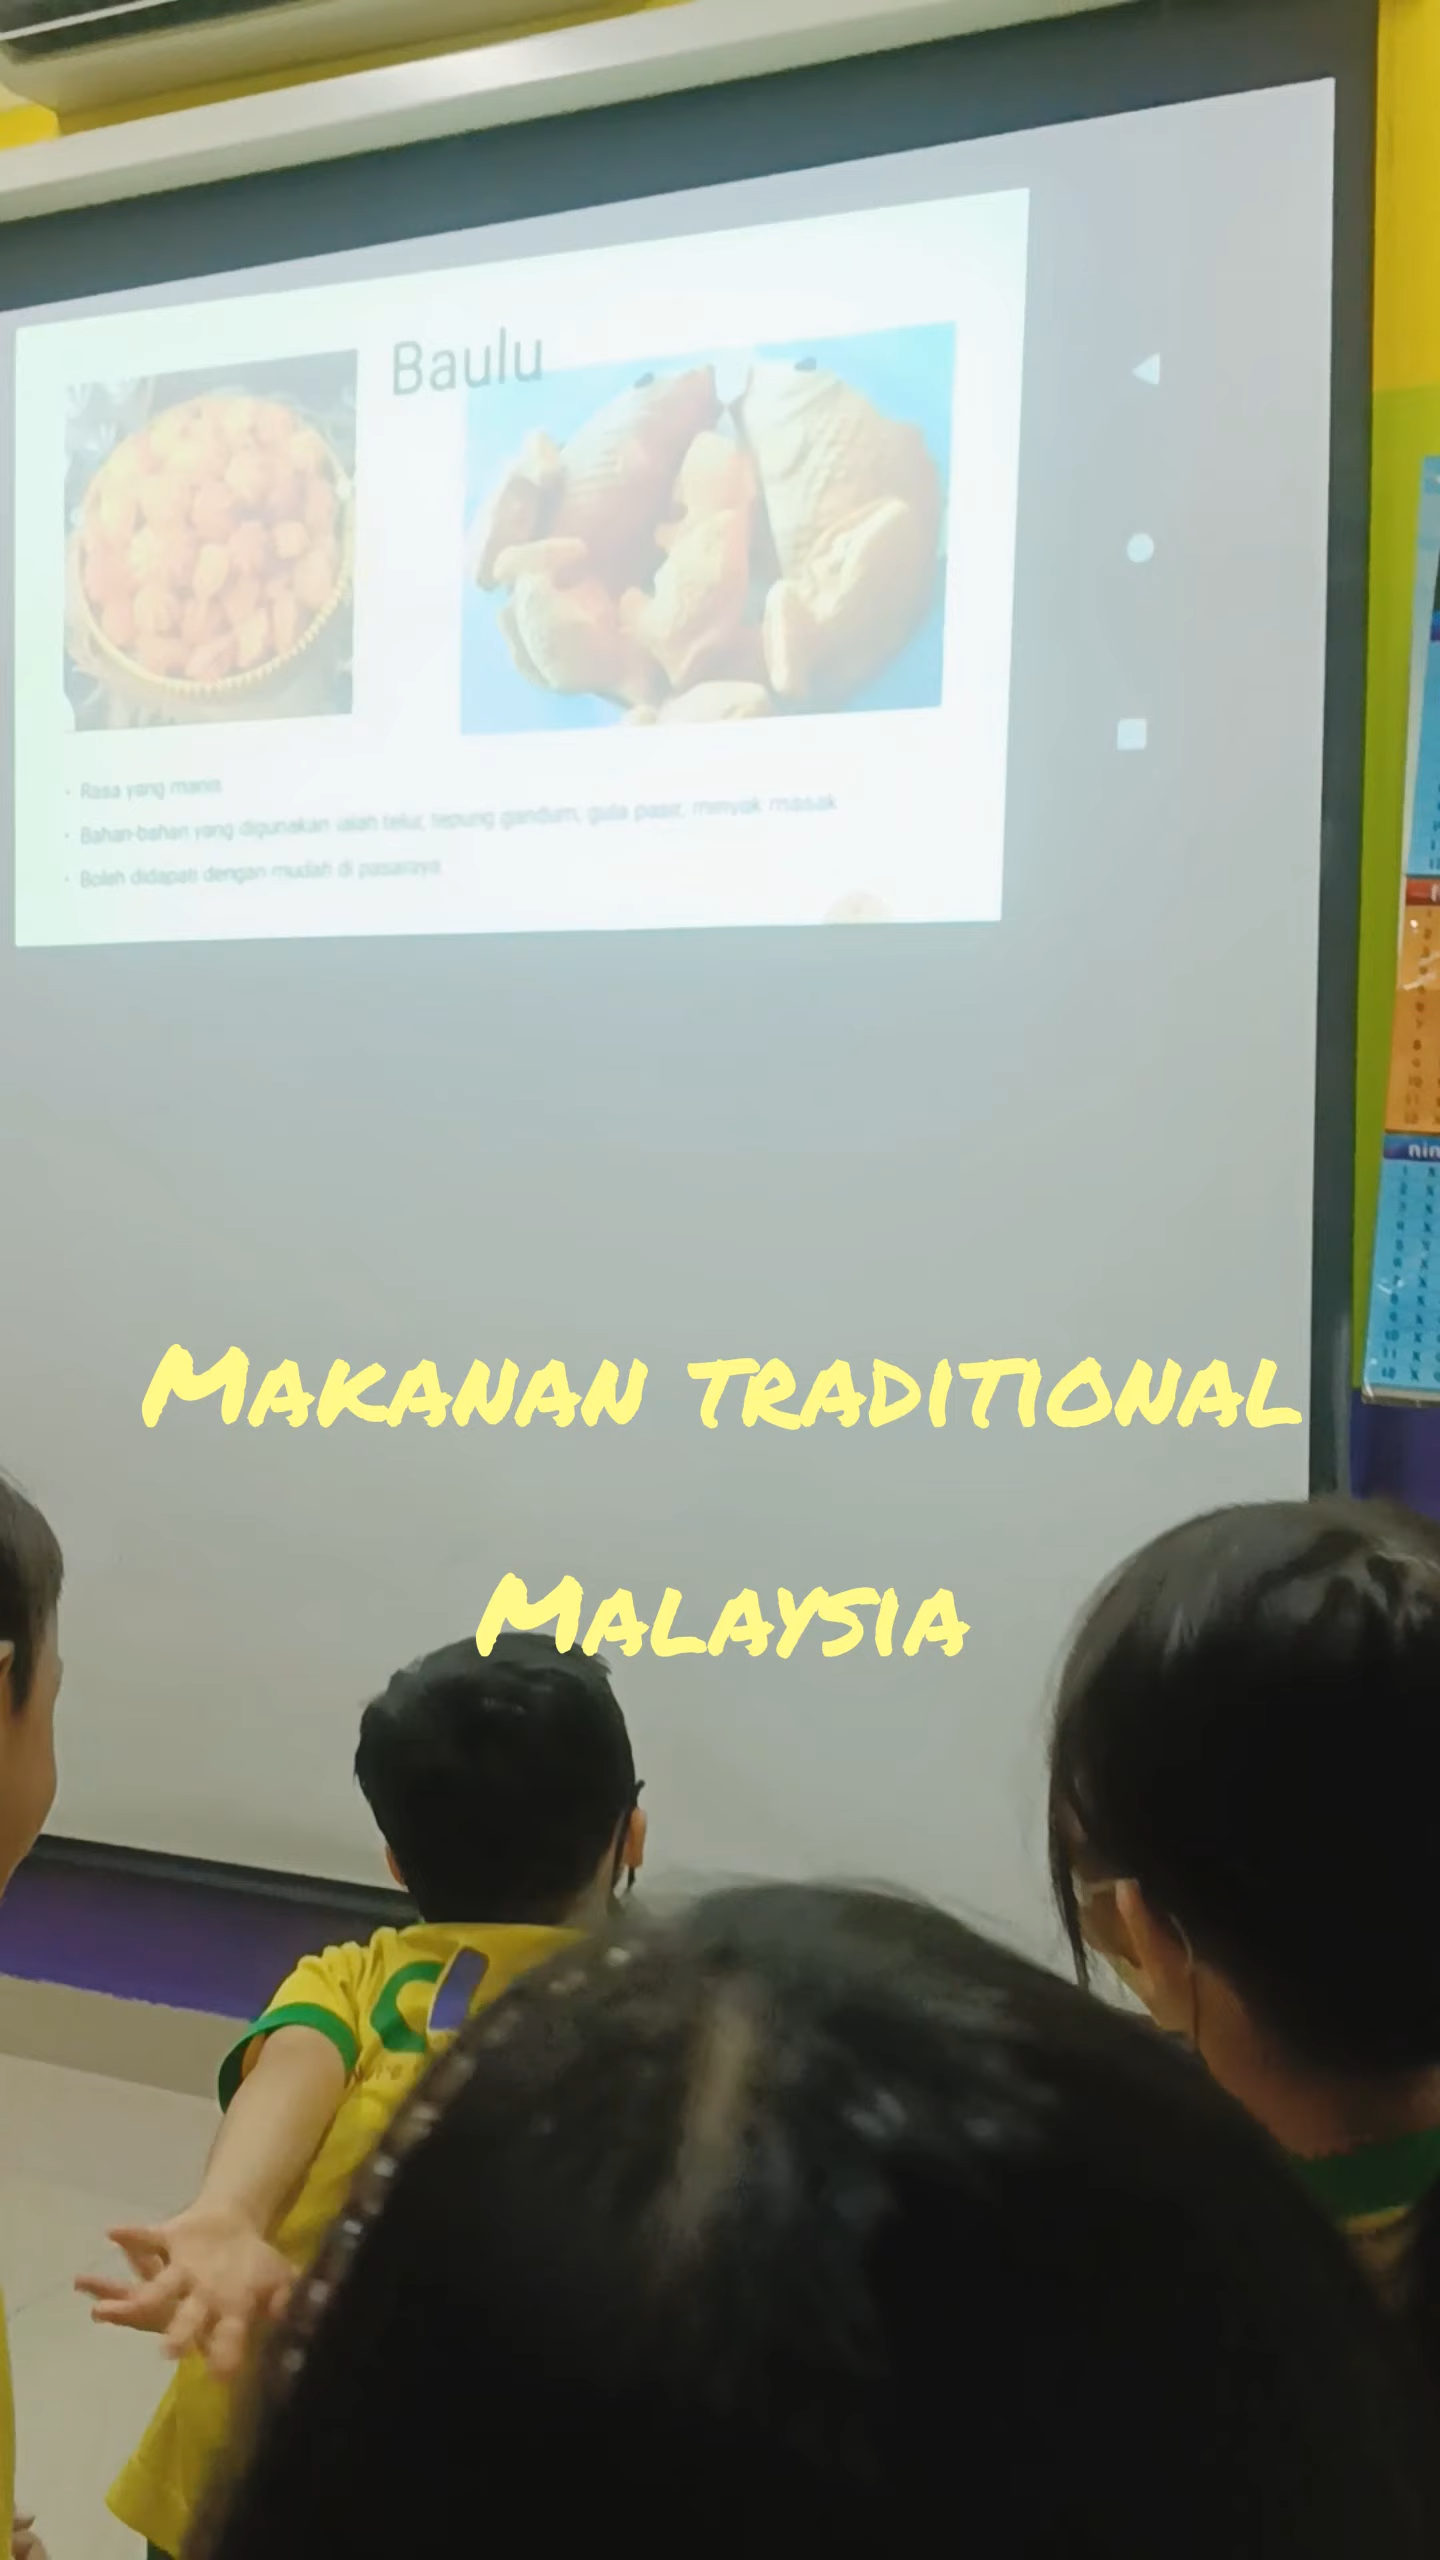 Baulu
• Rasa yang manis
• Bahan-bahan yang digunakan ialah telur, tepung gandum, gula pasir, minyak masak
• Boleh didapati dengan mudah di pasaraya
nin
MAKANAN TRADITIONAL
MALAYSIA